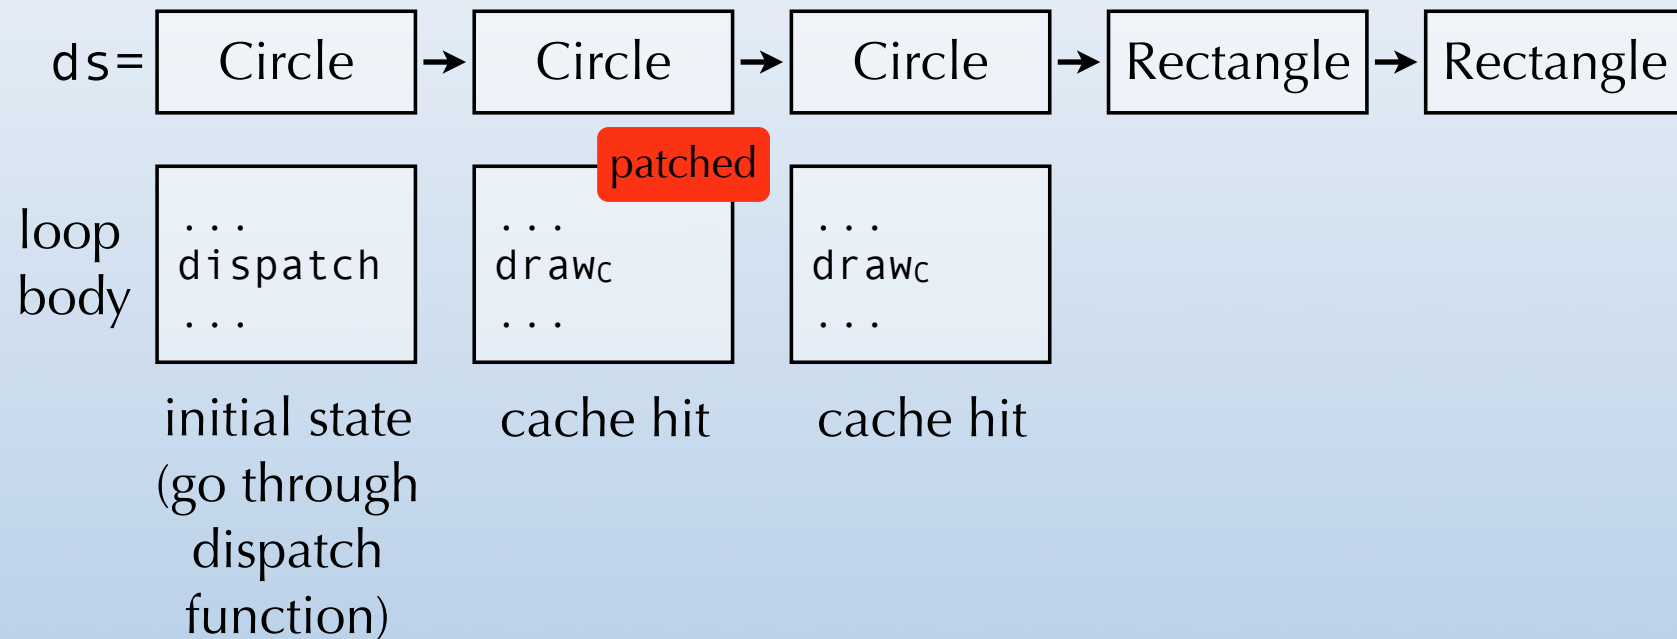 ds= Circle → Circle → Circle → Rectangle → Rectangle
patched
loop
body
... ... ...
dispatch drawC drawC
... ... ...
initial state cache hit cache hit
(go through
dispatch
function)